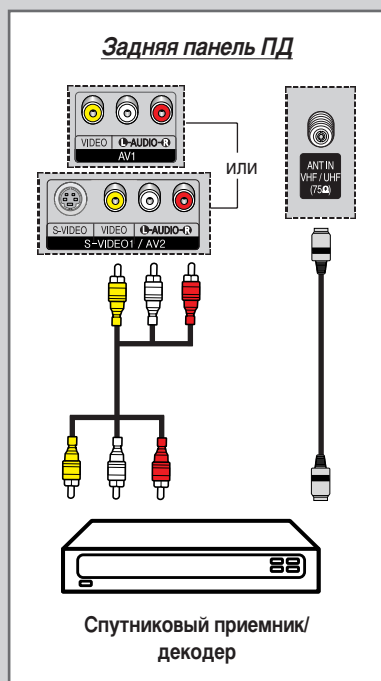 Задняя панель ПД
VIDEO L-AUDIO-R
AV1
ИЛИ
ANT IN
VHF / UHF
(75Ω)
S-VIDEO VIDEO L-AUDIO-R
S-VIDEO1 / AV2
Спутниковый приемник/
декодер